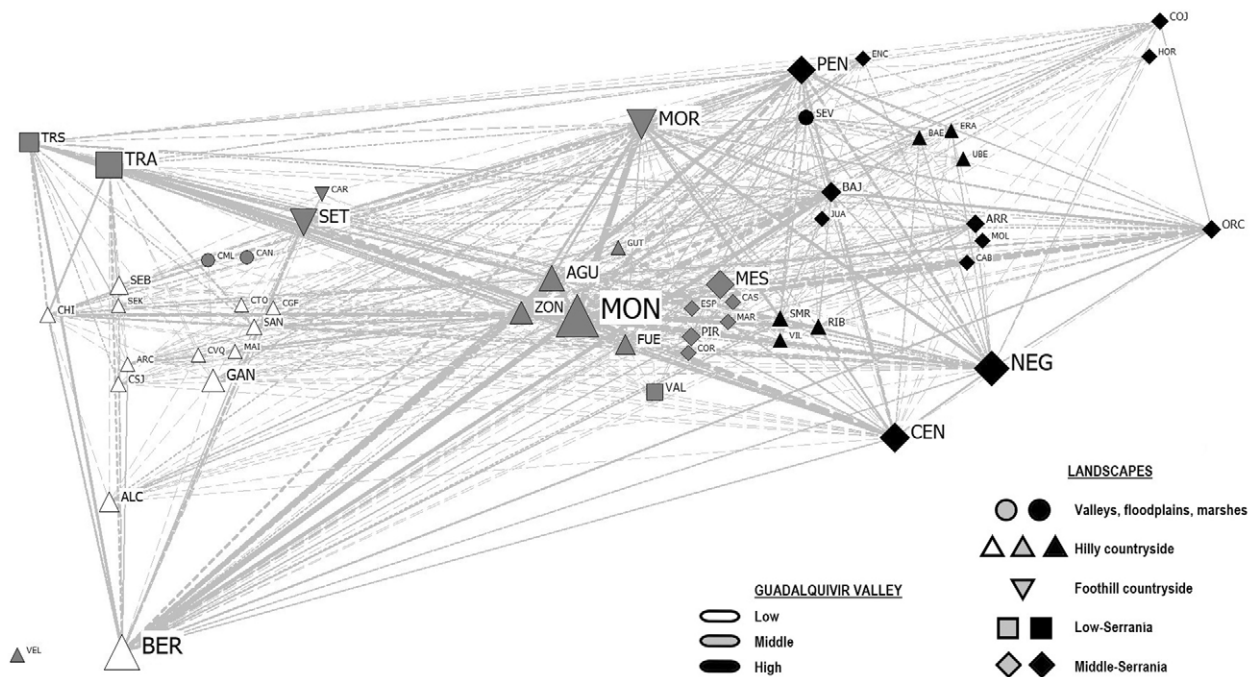 COJ
HOR
PEN
ENC
SEV
MOR
BAE
ERA
UBE
TRS
TRA
CAR
SET
BAJ
JUA
ARR
MOL
CAB
ORC
GUT
CML
CAN
AGU
MES
SEB
SEK
CTO
CGF
CHI
SAN
ZON
MON
ESP
CAS
MAR
SMR
RIB
VIL
FUE
PIR
COR
CVQ
MAI
ARC
CSJ
GAN
VAL
NEG
CEN
ALC
BER
VEL
LANDSCAPES
Valleys, floodplains, marshes
Hilly countryside
Foothill countryside
Low-Serrania
Middle-Serrania
GUADALQUIVIR VALLEY
Low
Middle
High